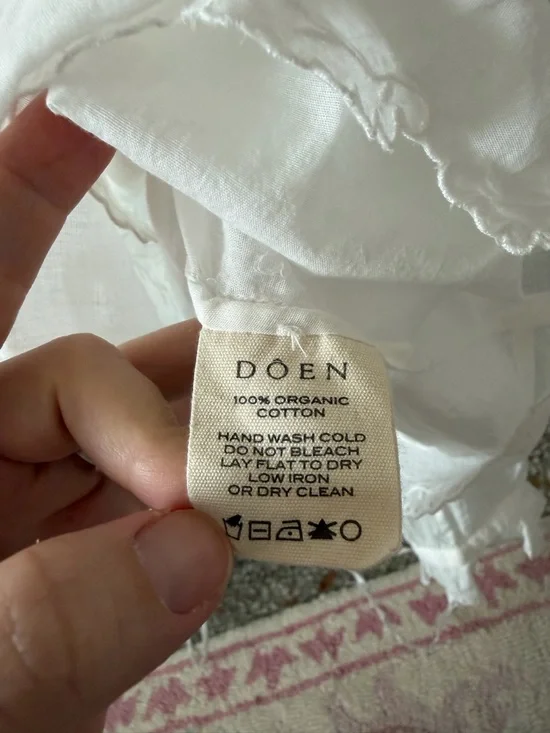 DÔEN
100% ORGANIC
COTTON
HAND WASH COLD
DO NOT BLEACH
LAY FLAT TO DRY
LOW IRON
OR DRY CLEAN